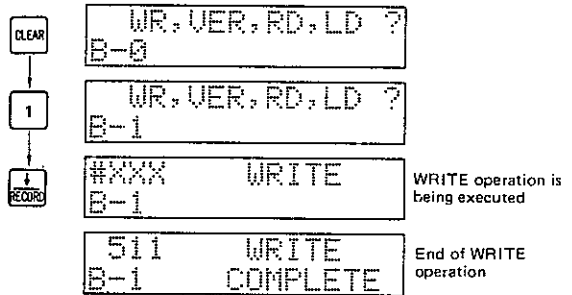 CLEAR
WR,VER,RD,LD ?
B-0
1
WR,VER,RD,LD ?
B-1
↓
RECORD
#XXX WRITE
B-1
WRITE operation is
being executed
511 WRITE
B-1 COMPLETE
End of WRITE
operation